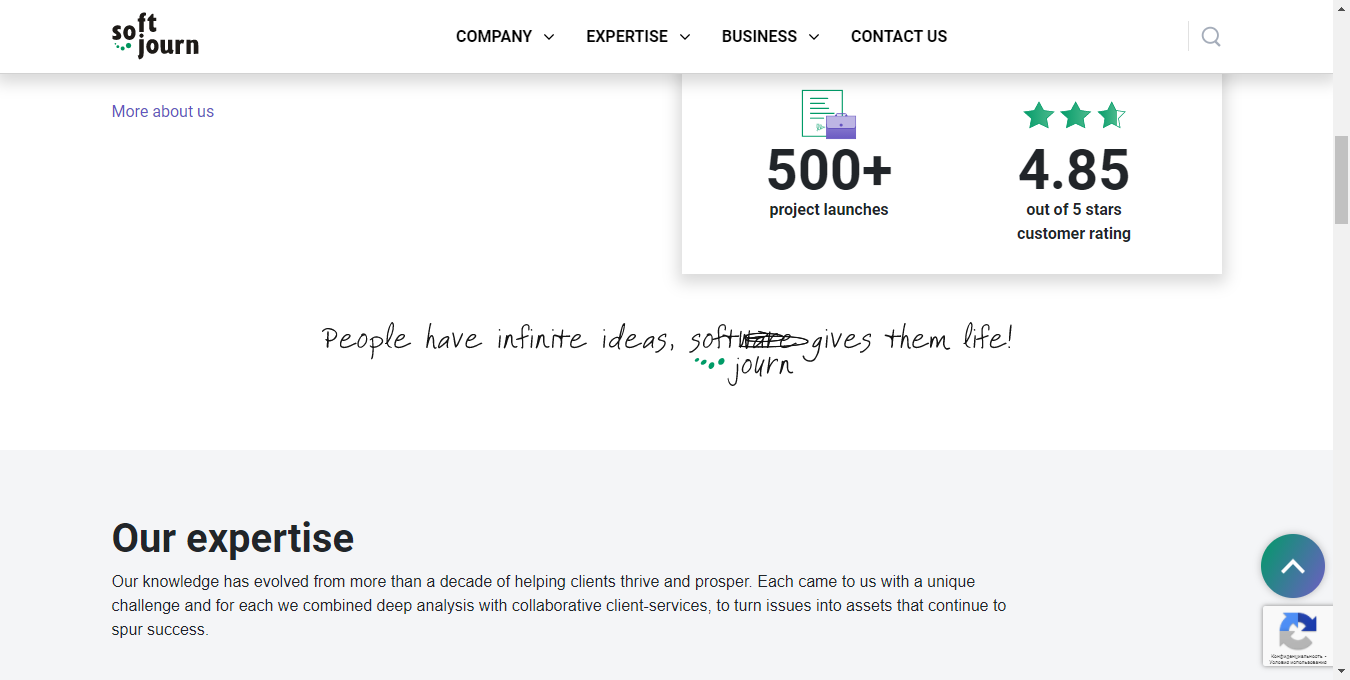 soft
journ
COMPANY
EXPERTISE
BUSINESS
CONTACT US
More about us
500+
project launches
4.85
out of 5 stars
customer rating
People have infinite ideas, software gives them life!
journ
Our expertise
Our knowledge has evolved from more than a decade of helping clients thrive and prosper. Each came to us with a unique
challenge and for each we combined deep analysis with collaborative client-services, to turn issues into assets that continue to
spur success.
Конфиденциальность -
Условия использования